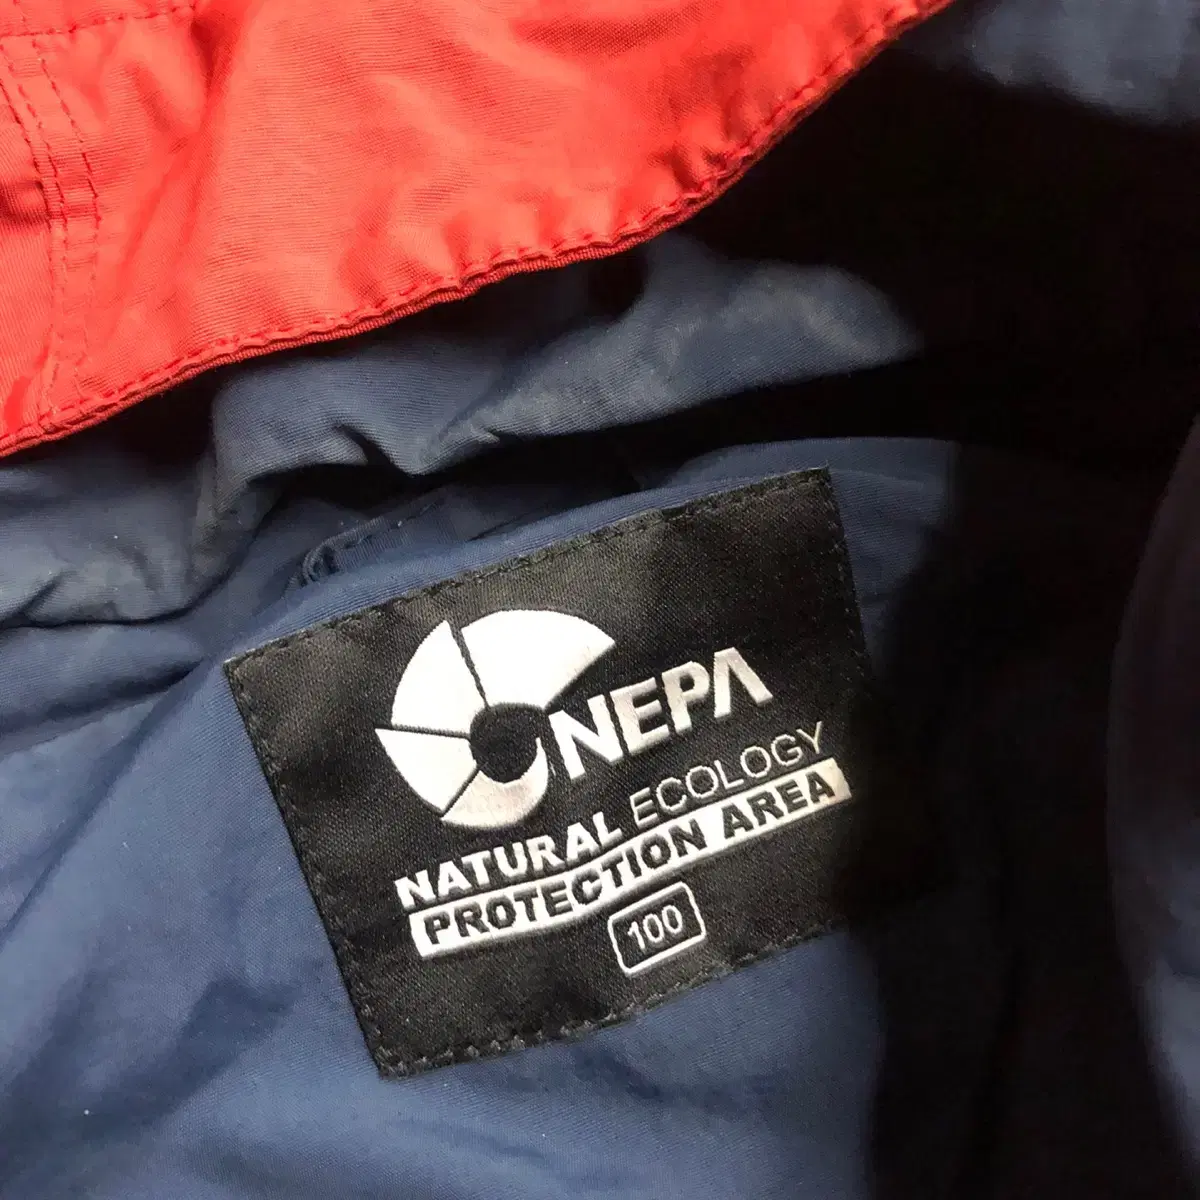 NEPA
NATURAL ECOLOGY
PROTECTION AREA
100